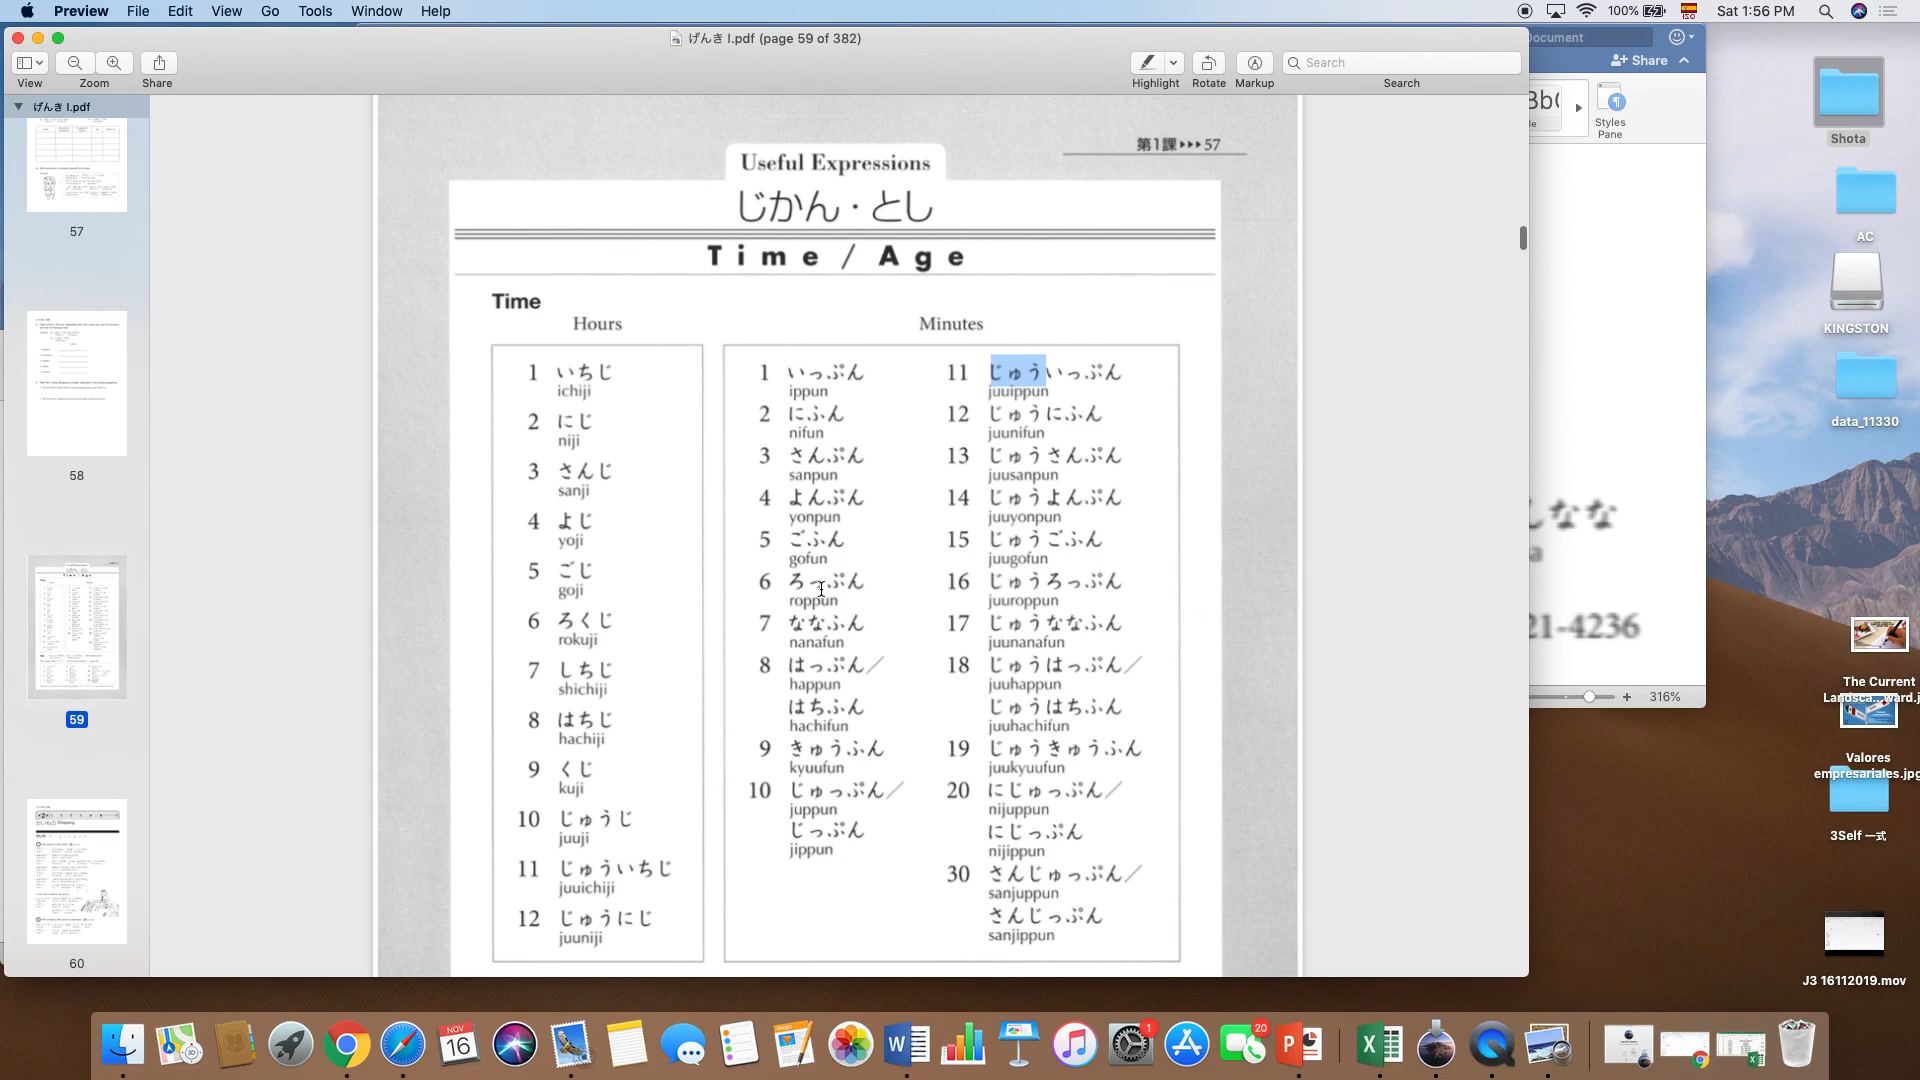 Preview File Edit View Go Tools Window Help
100% ISO Sat 1:56 PM
げんき I.pdf (page 59 of 382)
View Zoom Share
Highlight Rotate Markup Search
Search
げんき I.pdf
57
58
59
60
第1課▸▸▸57
Useful Expressions
じかん・とし
Time / Age
Time
Hours
1 いちじ
ichiji
2 にじ
niji
3 さんじ
sanji
4 よじ
yoji
5 ごじ
goji
6 ろくじ
rokuji
7 しちじ
shichiji
8 はちじ
hachiji
9 くじ
kuji
10 じゅうじ
juuji
11 じゅういちじ
juuichiji
12 じゅうにじ
juuniji
Minutes
1 いっぷん
ippun
2 にふん
nifun
3 さんぷん
sanpun
4 よんぷん
yonpun
5 ごふん
gofun
6 ろっぷん
roppun
7 ななふん
nanafun
8 はっぷん／
happun
はちふん
hachifun
9 きゅうふん
kyuufun
10 じゅっぷん／
juppun
じっぷん
jippun
11 じゅういっぷん
juuippun
12 じゅうにふん
juunifun
13 じゅうさんぷん
juusanpun
14 じゅうよんぷん
juuyonpun
15 じゅうごふん
juugofun
16 じゅうろっぷん
juuroppun
17 じゅうななふん
juunanafun
18 じゅうはっぷん／
juuhappun
じゅうはちふん
juuhachifun
19 じゅうきゅうふん
juukyuufun
20 にじゅっぷん／
nijuppun
にじっぷん
nijippun
30 さんじゅっぷん／
sanjuppun
さんじっぷん
sanjippun
Document
Share
Styles
Pane
なな
21-4236
316%
Shota
AC
KINGSTON
data_11330
The Current
Landsca...ward.j
Valores
empresariales.jpg
3Self 一式
J3 16112019.mov
NOV
16
1
20